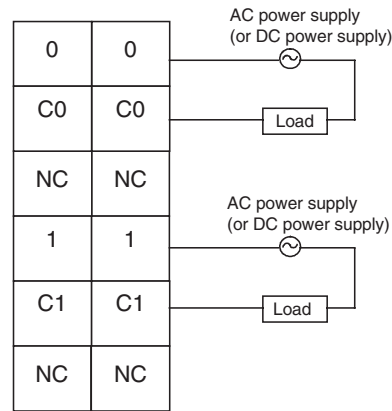 AC power supply
(or DC power supply)
0 0
C0 C0
Load
NC NC
AC power supply
(or DC power supply)
1 1
C1 C1
Load
NC NC